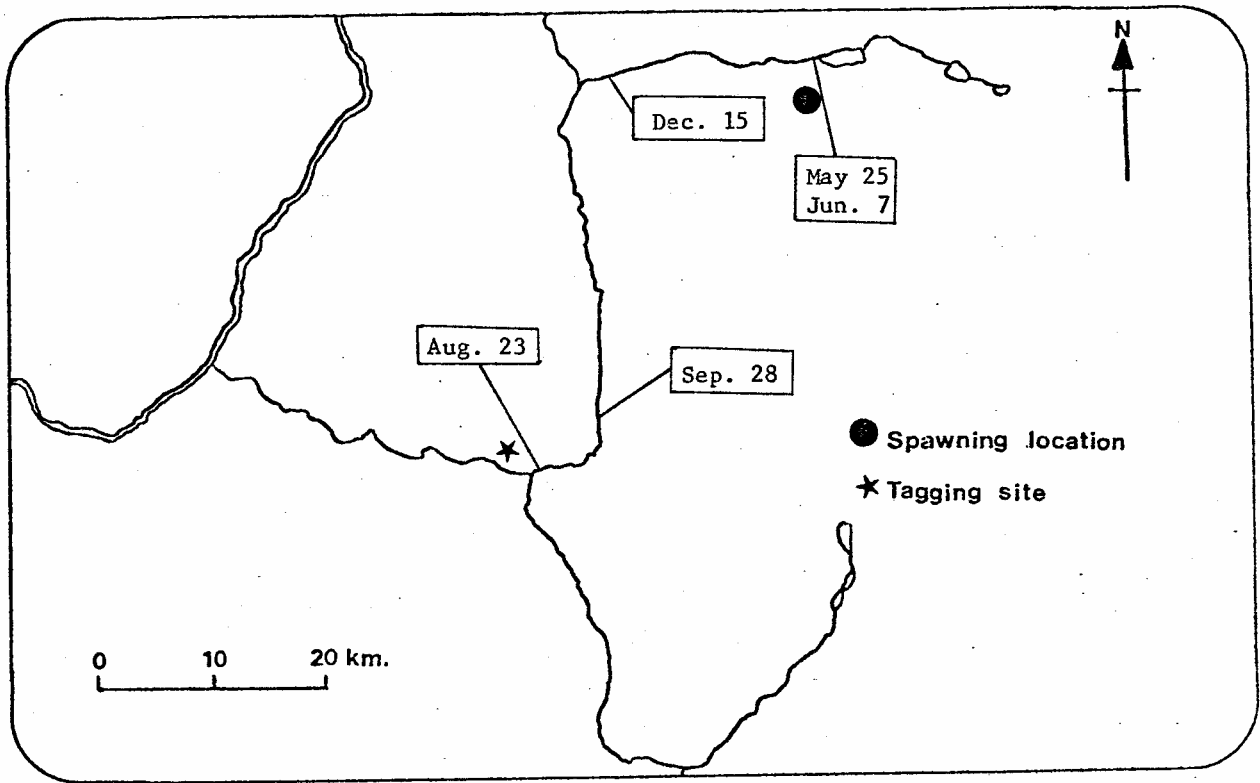 N
Dec. 15
May 25
Jun. 7
Aug. 23
Sep. 28
Spawning location
Tagging site
0 10 20 km.